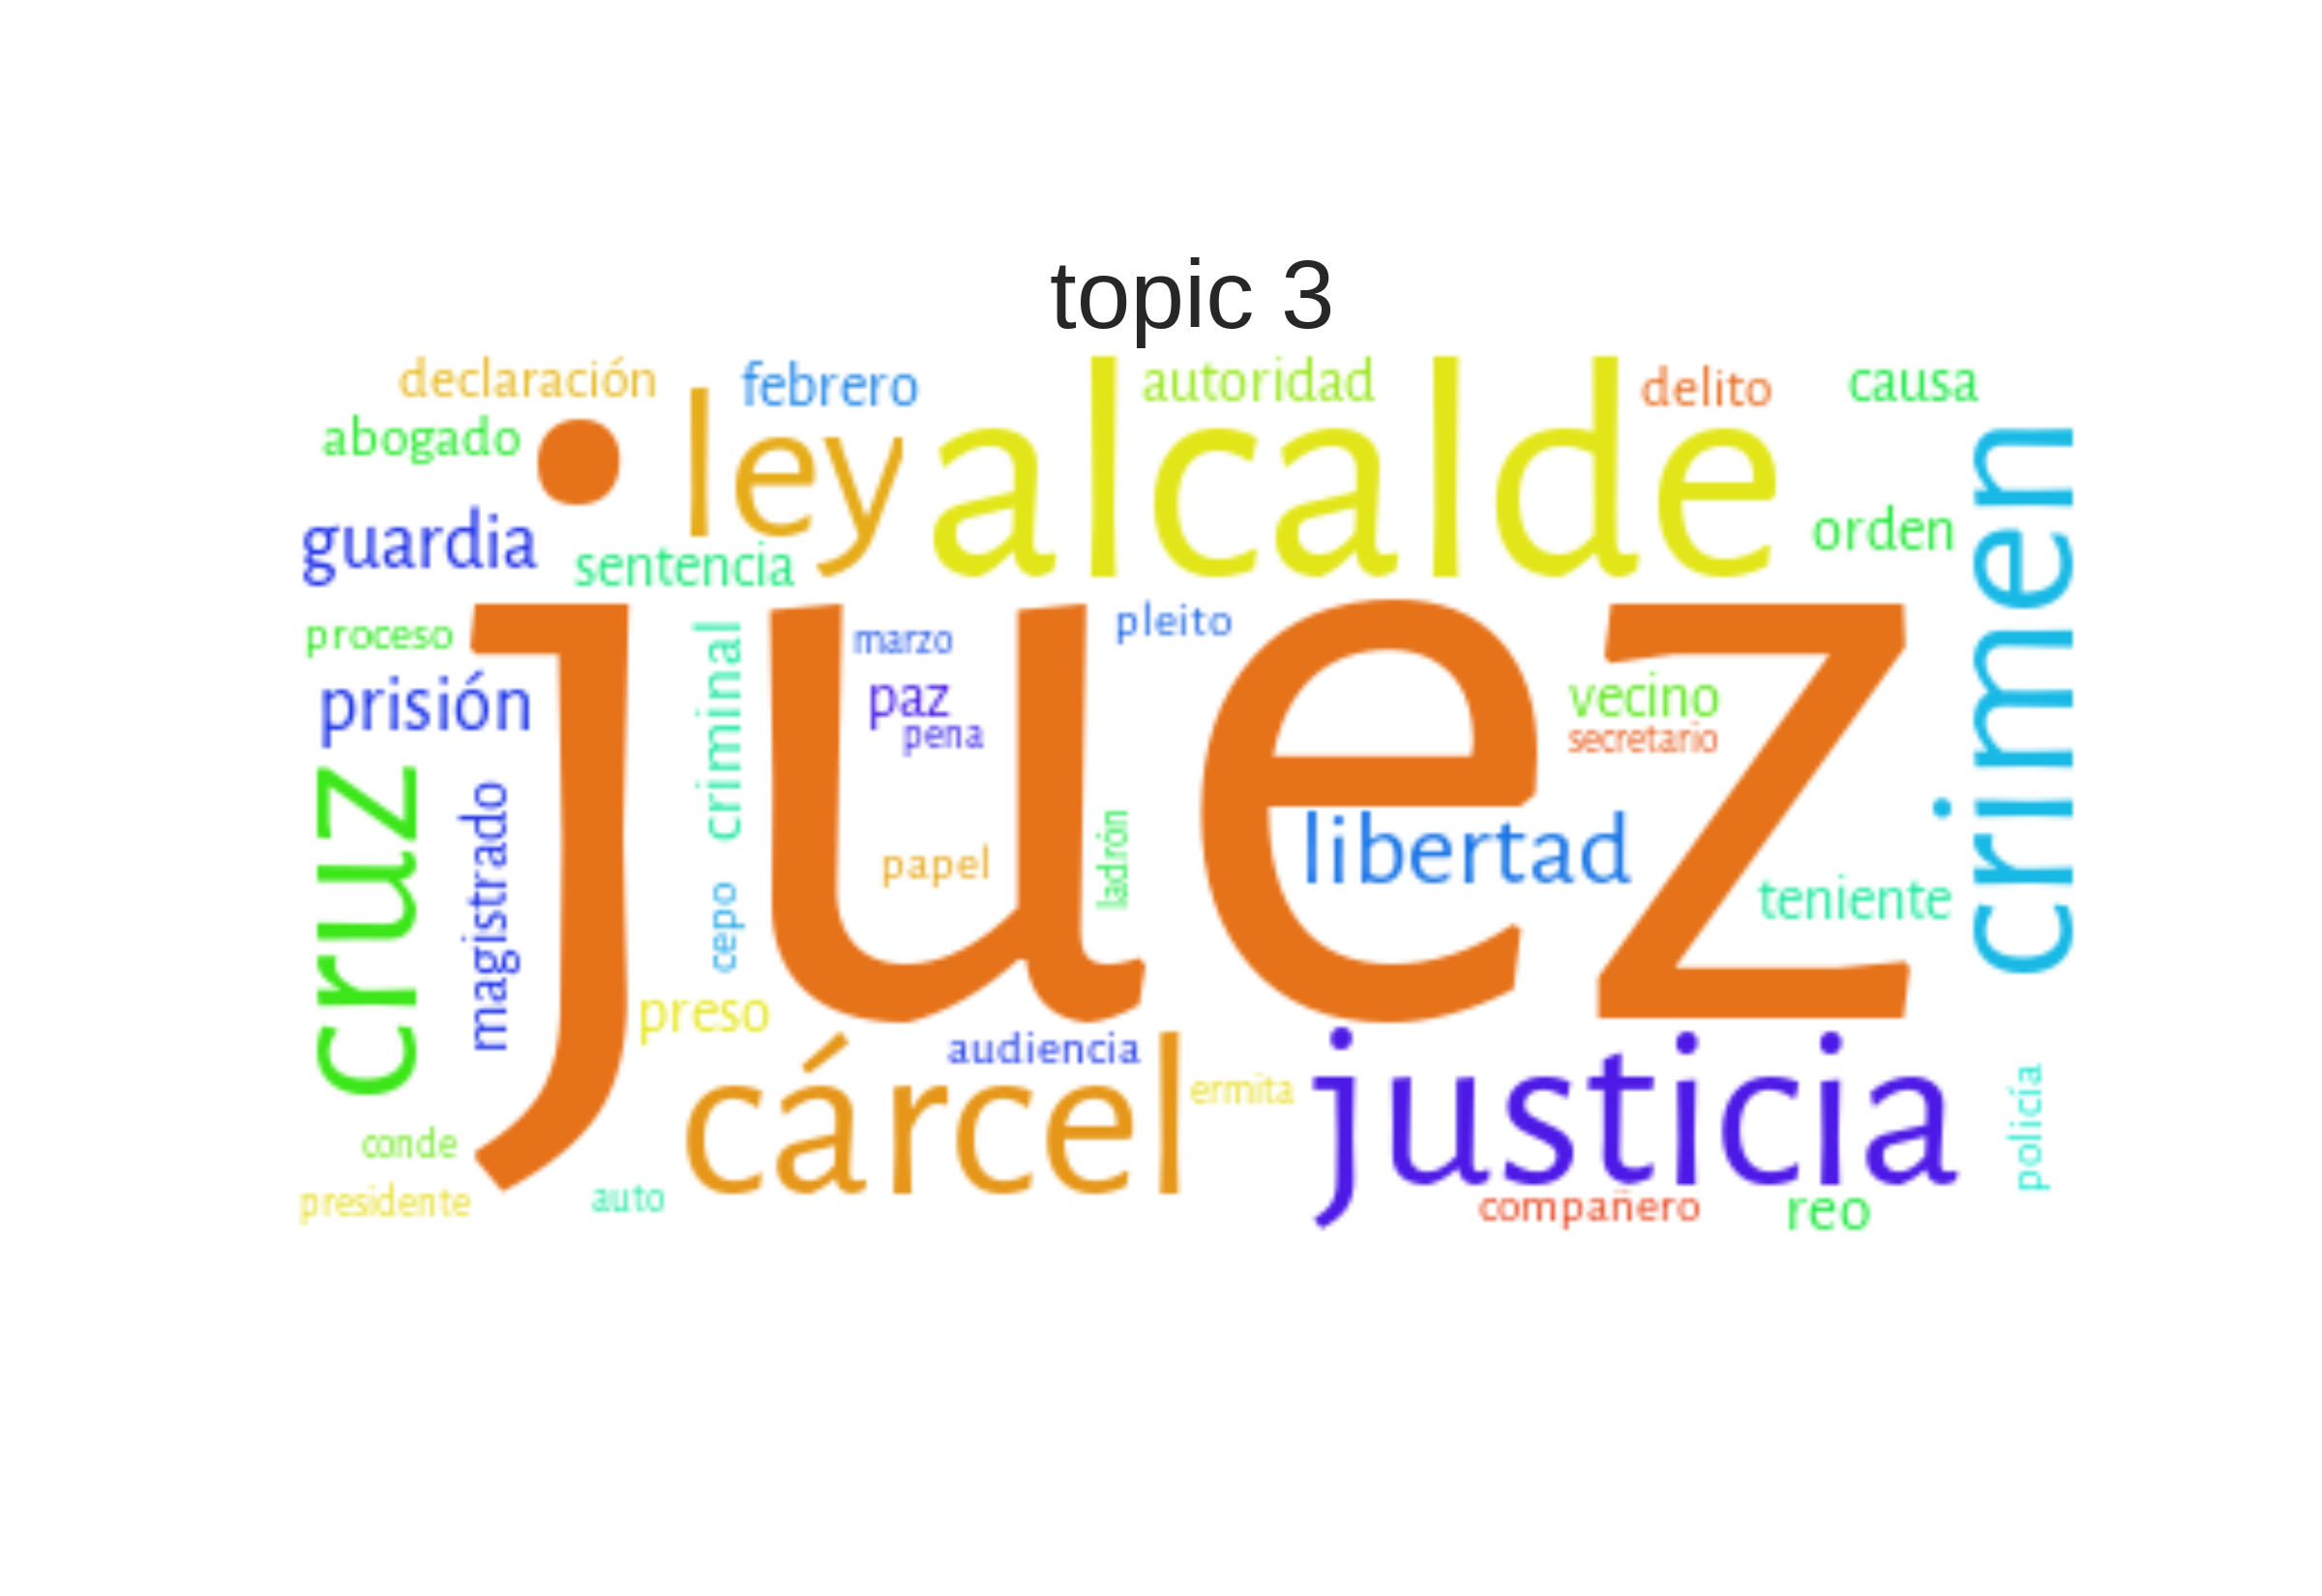 topic 3
declaración
febrero
autoridad
delito
causa
abogado
ley
alcalde
guardia
sentencia
orden
crimen
juez
proceso
criminal
marzo
pleito
prisión
paz
pena
vecino
secretario
cruz
magistrado
cepo
papel
ladrón
libertad
teniente
preso
cárcel
audiencia
ermita
justicia
policía
conde
presidente
auto
compañero
reo